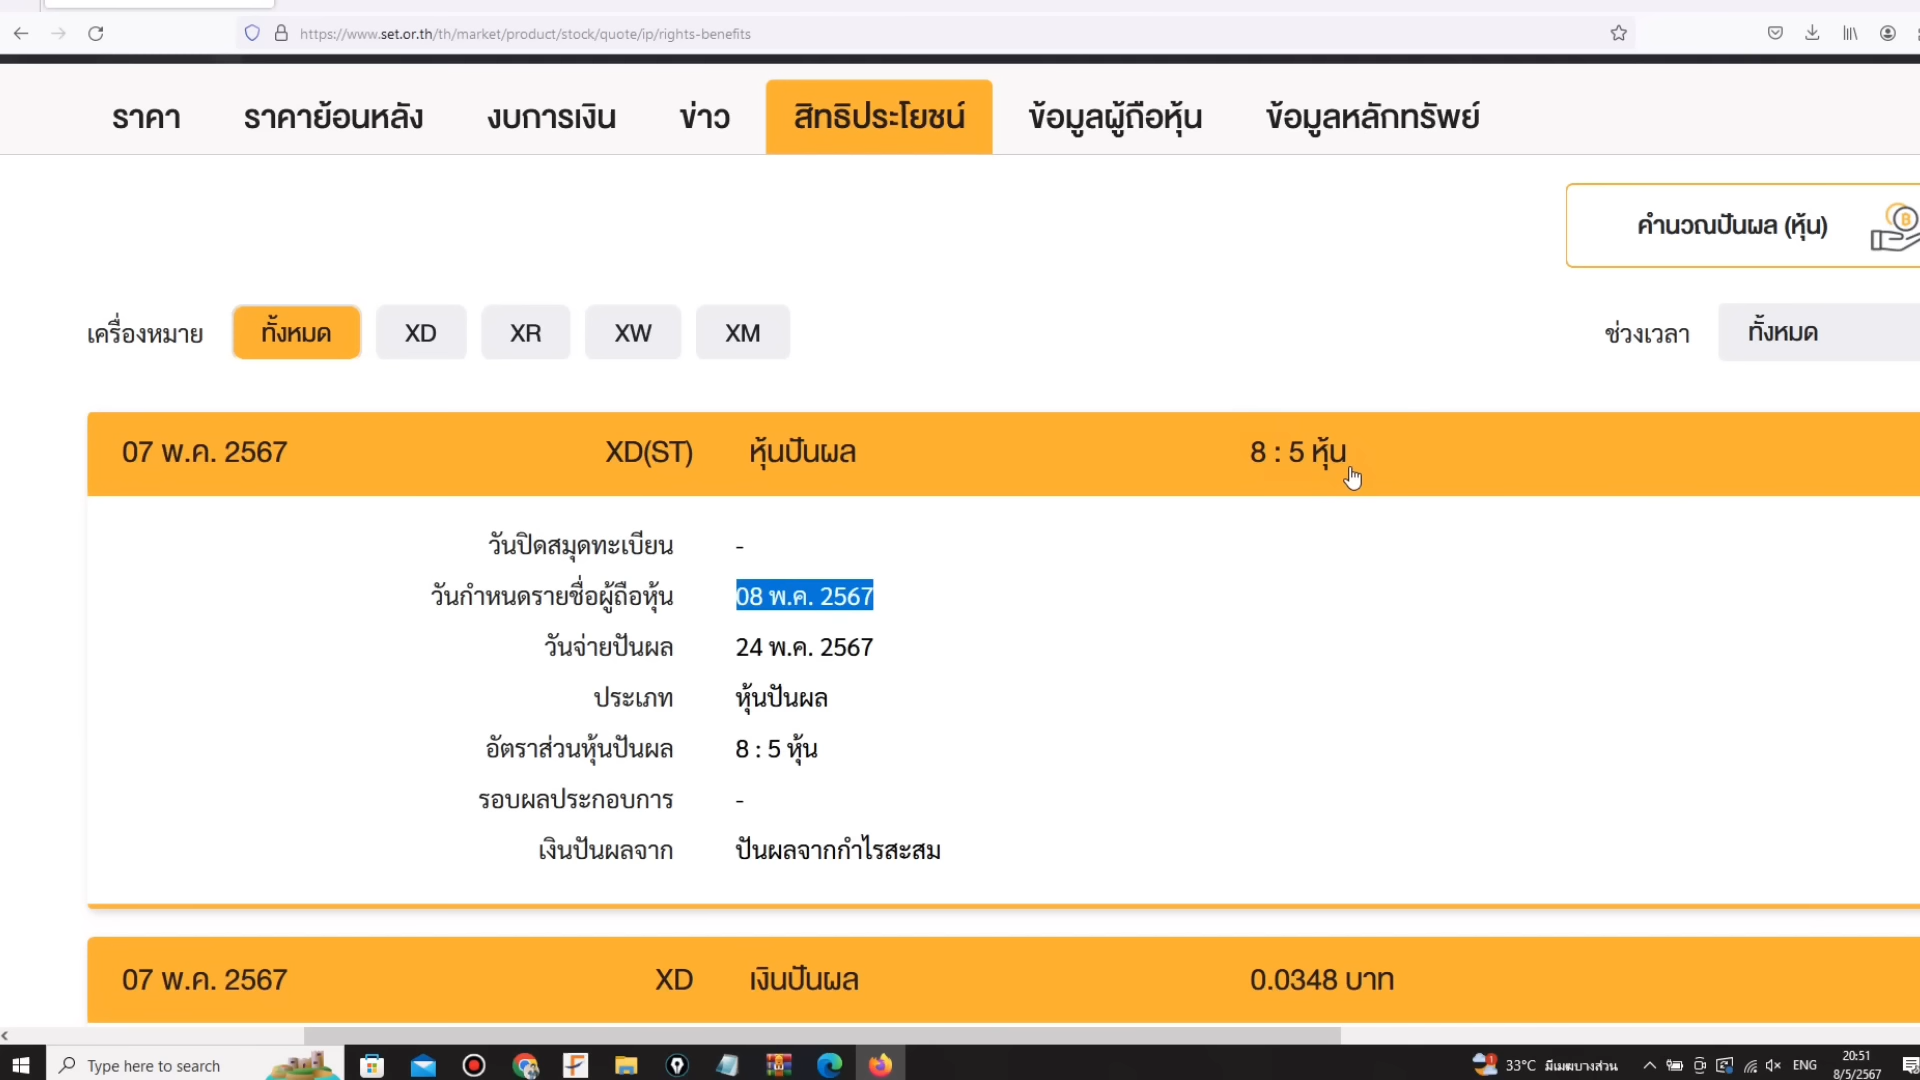 https://www.set.or.th/th/market/product/stock/quote/ip/rights-benefits
ราคา ราคาย้อนหลัง งบการเงิน ข่าว สิทธิประโยชน์ ข้อมูลผู้ถือหุ้น ข้อมูลหลักทรัพย์
คำนวณปันผล (หุ้น)
เครื่องหมาย ทั้งหมด XD XR XW XM ช่วงเวลา ทั้งหมด
07 พ.ค. 2567 XD(ST) หุ้นปันผล 8 : 5 หุ้น
วันปิดสมุดทะเบียน -
วันกำหนดรายชื่อผู้ถือหุ้น 08 พ.ค. 2567
วันจ่ายปันผล 24 พ.ค. 2567
ประเภท หุ้นปันผล
อัตราส่วนหุ้นปันผล 8 : 5 หุ้น
รอบผลประกอบการ -
เงินปันผลจาก ปันผลจากกำไรสะสม
07 พ.ค. 2567 XD เงินปันผล 0.0348 บาท
Type here to search 33°C มีเมฆบางส่วน ENG 20:51
8/5/2567